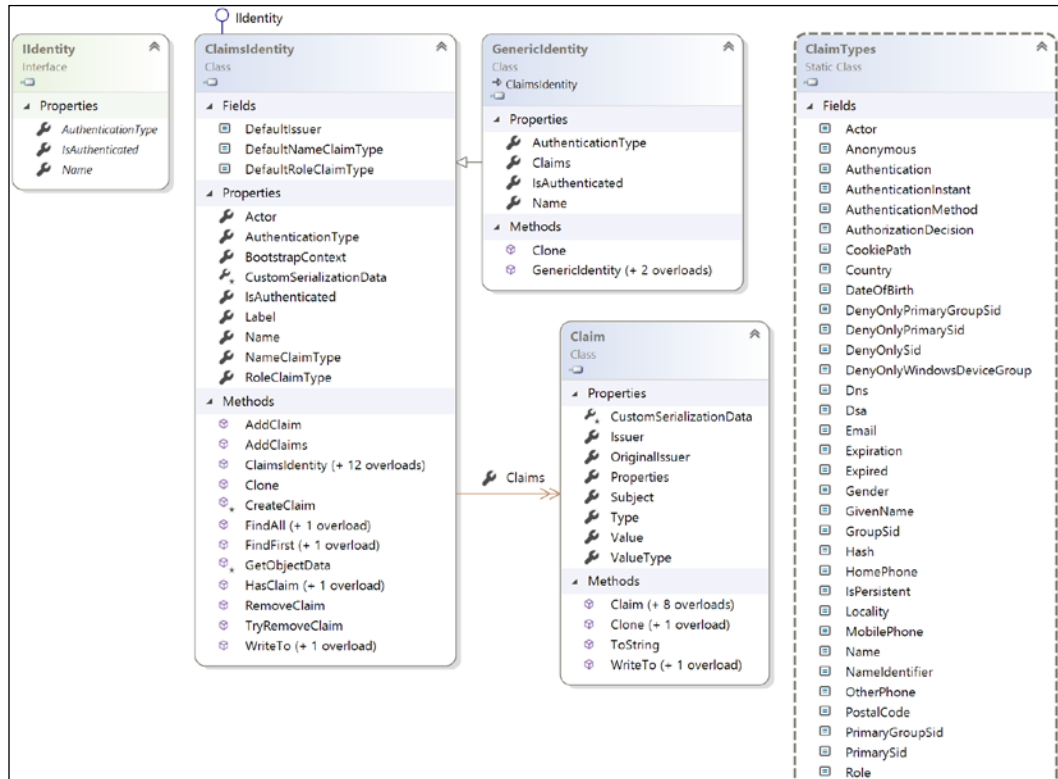 IIdentity
IIdentity
Interface
Properties
AuthenticationType
IsAuthenticated
Name
ClaimsIdentity
Class
Fields
DefaultIssuer
DefaultNameClaimType
DefaultRoleClaimType
Properties
Actor
AuthenticationType
BootstrapContext
CustomSerializationData
IsAuthenticated
Label
Name
NameClaimType
RoleClaimType
Methods
AddClaim
AddClaims
ClaimsIdentity (+ 12 overloads)
Clone
CreateClaim
FindAll (+ 1 overload)
FindFirst (+ 1 overload)
GetObjectData
HasClaim (+ 1 overload)
RemoveClaim
TryRemoveClaim
WriteTo (+ 1 overload)
GenericIdentity
Class
ClaimsIdentity
Properties
AuthenticationType
Claims
IsAuthenticated
Name
Methods
Clone
GenericIdentity (+ 2 overloads)
Claims
Claim
Class
Properties
CustomSerializationData
Issuer
OriginalIssuer
Properties
Subject
Type
Value
ValueType
Methods
Claim (+ 8 overloads)
Clone (+ 1 overload)
ToString
WriteTo (+ 1 overload)
ClaimTypes
Static Class
Fields
Actor
Anonymous
Authentication
AuthenticationInstant
AuthenticationMethod
AuthorizationDecision
CookiePath
Country
DateOfBirth
DenyOnlyPrimaryGroupSid
DenyOnlyPrimarySid
DenyOnlySid
DenyOnlyWindowsDeviceGroup
Dns
Dsa
Email
Expiration
Expired
Gender
GivenName
GroupSid
Hash
HomePhone
IsPersistent
Locality
MobilePhone
Name
NameIdentifier
OtherPhone
PostalCode
PrimaryGroupSid
PrimarySid
Role